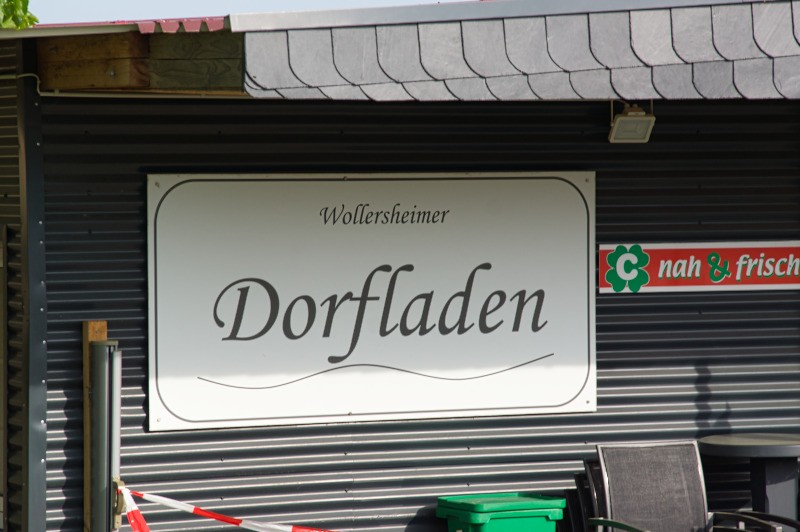 Wollersheimer
Dorfladen
C nah & frisch